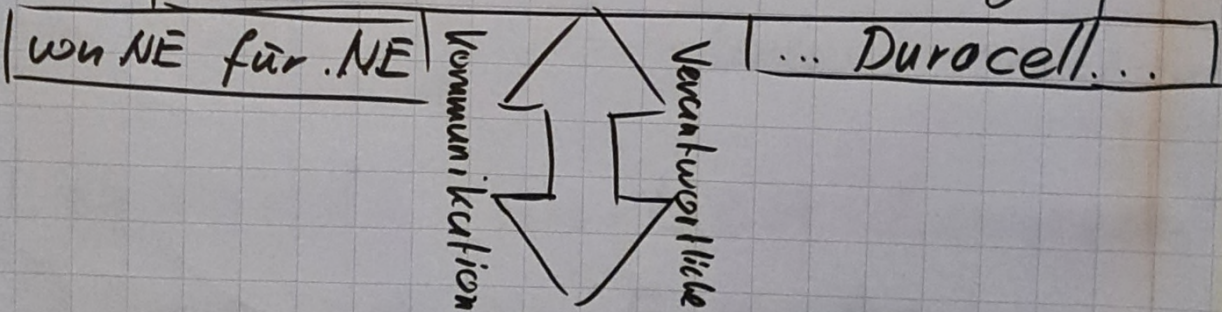 von NE für .NE
Kommunikation
Verantwortliche
... Durocell...